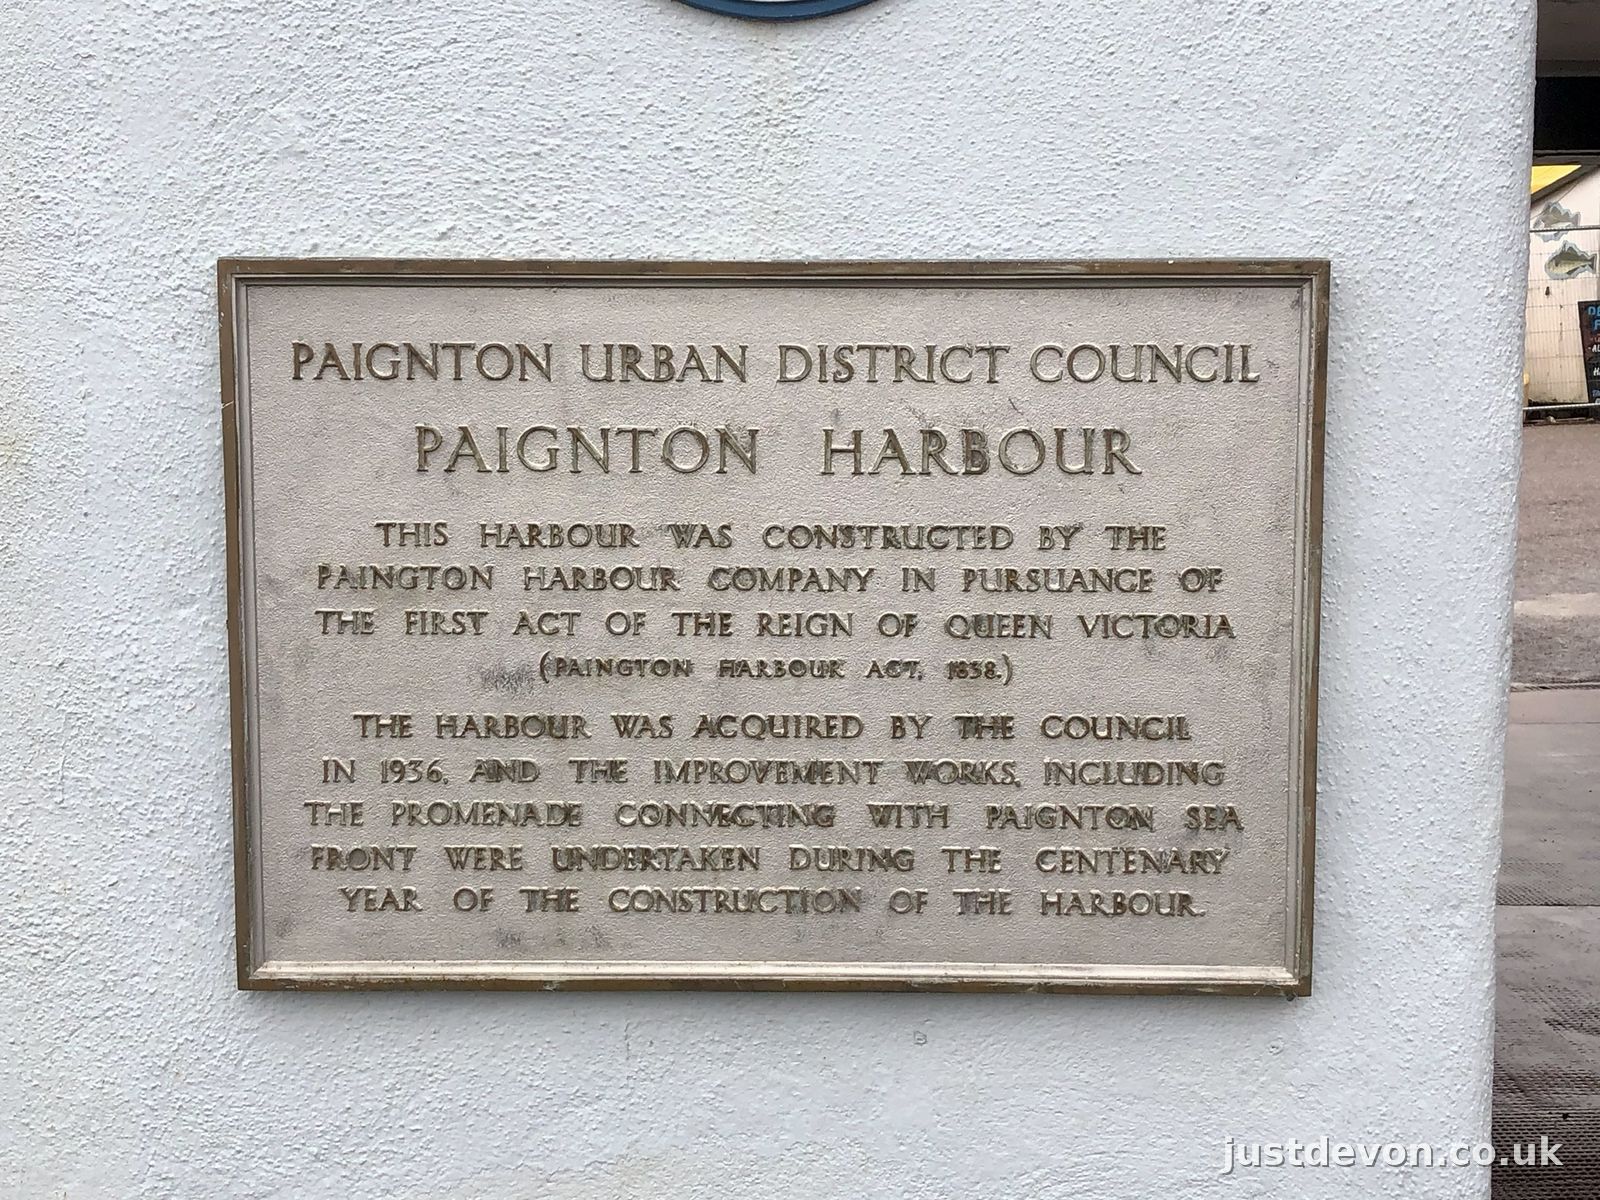 PAIGNTON URBAN DISTRICT COUNCIL
PAIGNTON HARBOUR
THIS HARBOUR WAS CONSTRUCTED BY THE
PAINGTON HARBOUR COMPANY IN PURSUANCE OF
THE FIRST ACT OF THE REIGN OF QUEEN VICTORIA
(PAINGTON HARBOUR ACT, 1838.)
THE HARBOUR WAS ACQUIRED BY THE COUNCIL
IN 1936, AND THE IMPROVEMENT WORKS, INCLUDING
THE PROMENADE CONNECTING WITH PAIGNTON SEA
FRONT WERE UNDERTAKEN DURING THE CENTENARY
YEAR OF THE CONSTRUCTION OF THE HARBOUR.
justdevon.co.uk